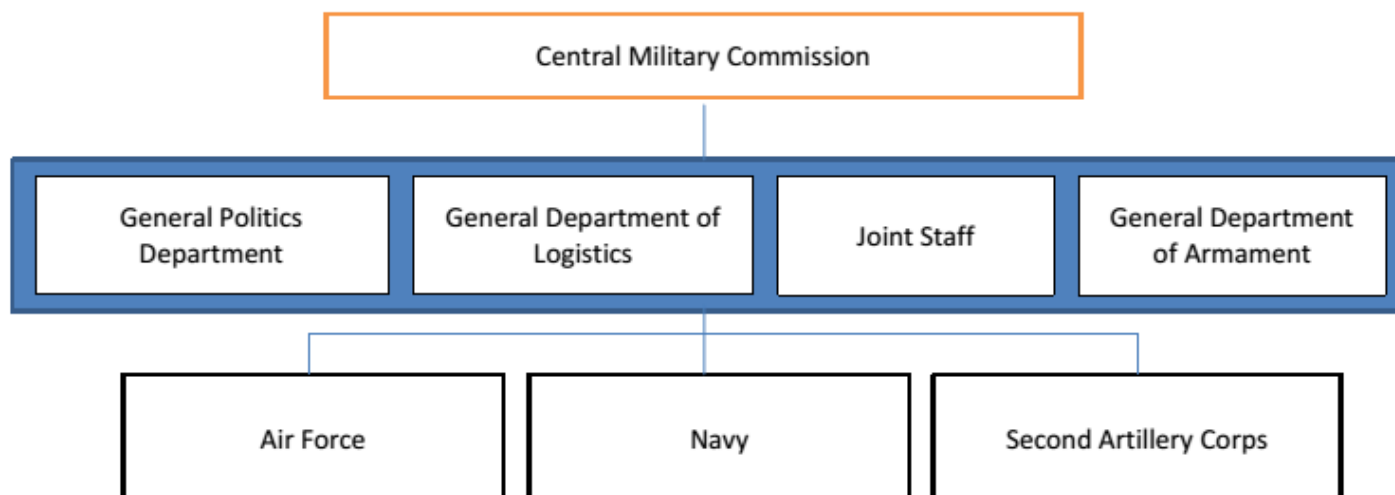 Central Military Commission
General Politics
Department
General Department of
Logistics
Joint Staff
General Department
of Armament
Air Force
Navy
Second Artillery Corps